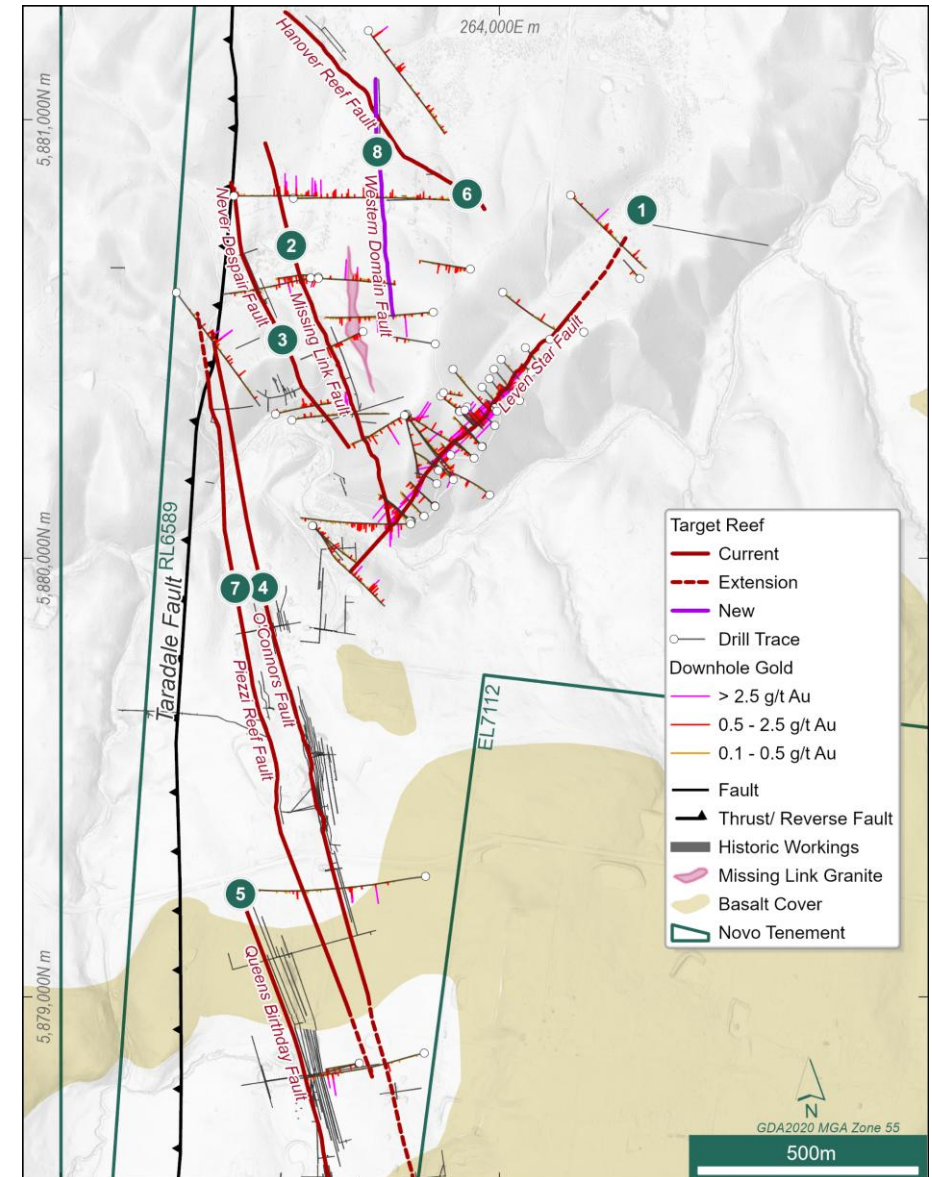 264,000E m
Hanover Reef Fault
5,881,000N m
8
6
1
Never Despair Fault
2
Western Domain Fault
Missing Link Fault
3
Leven Star Fault
RL6589
5,880,000N m
Taradale Fault
7
4
O'Connors Fault
Piezzi Reef Fault
EL7112
5
Queens Birthday Fault...
5,879,000N m
Target Reef
Current
Extension
New
Drill Trace
Downhole Gold
> 2.5 g/t Au
0.5 - 2.5 g/t Au
0.1 - 0.5 g/t Au
Fault
Thrust/ Reverse Fault
Historic Workings
Missing Link Granite
Basalt Cover
Novo Tenement
N
GDA2020 MGA Zone 55
500m